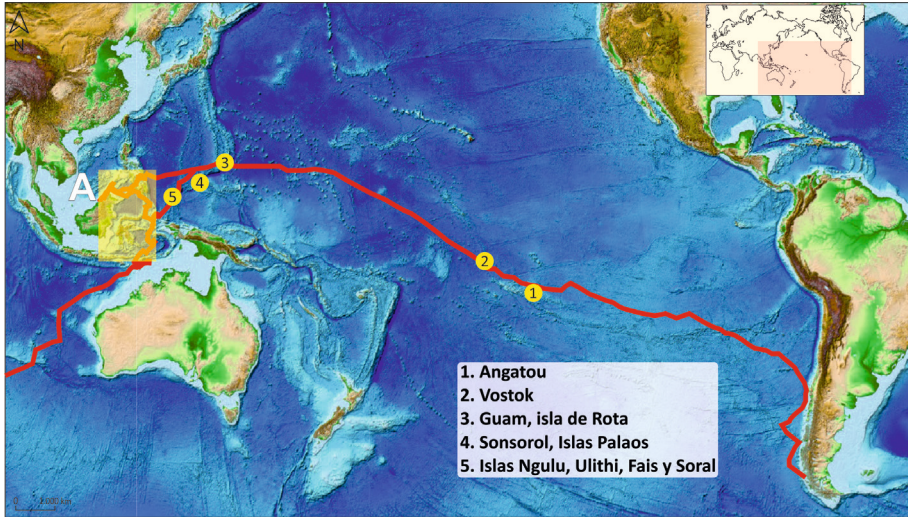 N
3
A
4
5
2
1
1. Angatou
2. Vostok
3. Guam, isla de Rota
4. Sonsorol, Islas Palaos
5. Islas Ngulu, Ulithi, Fais y Soral
0